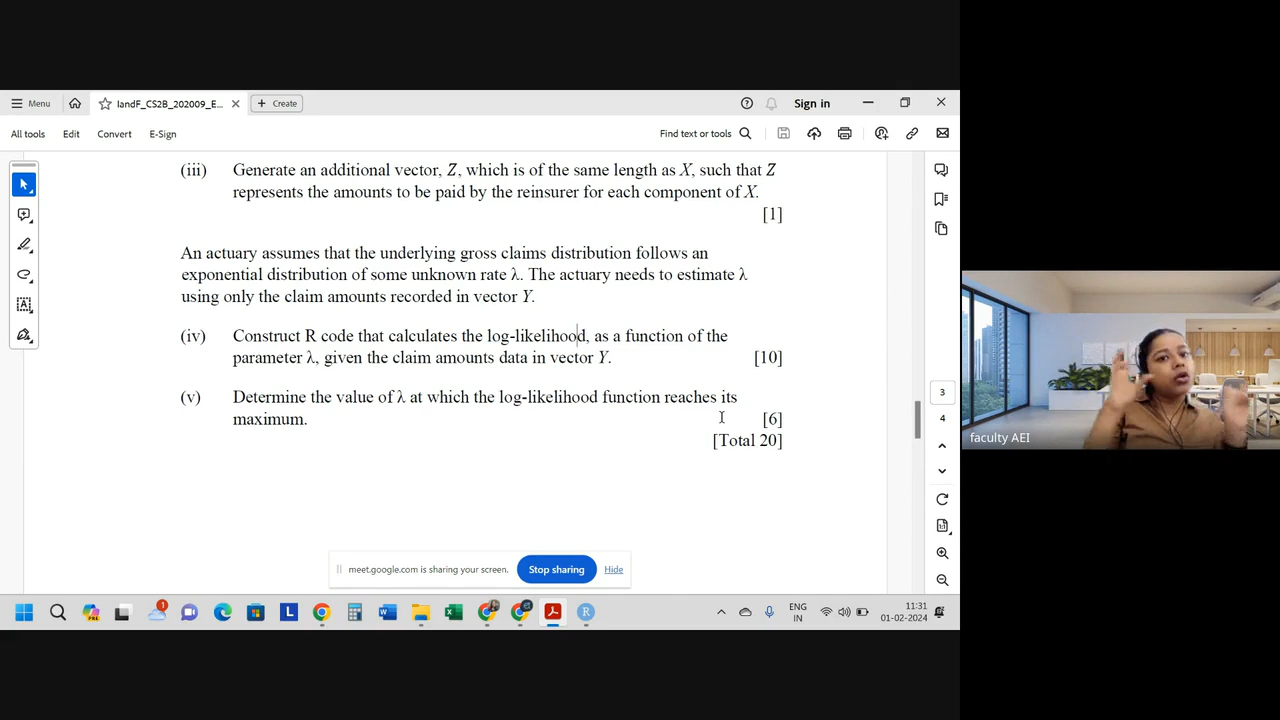 Menu
IandF_CS2B_202009_E...
Create
Sign in
All tools
Edit
Convert
E-Sign
Find text or tools
(iii) Generate an additional vector, Z, which is of the same length as X, such that Z
represents the amounts to be paid by the reinsurer for each component of X.
[1]
An actuary assumes that the underlying gross claims distribution follows an
exponential distribution of some unknown rate λ. The actuary needs to estimate λ
using only the claim amounts recorded in vector Y.
(iv) Construct R code that calculates the log-likelihood, as a function of the
parameter λ, given the claim amounts data in vector Y. [10]
(v) Determine the value of λ at which the log-likelihood function reaches its
maximum. [6]
[Total 20]
3
4
faculty AEI
meet.google.com is sharing your screen.
Stop sharing
Hide
1
PRE
L
R
ENG
IN
11:31
01-02-2024